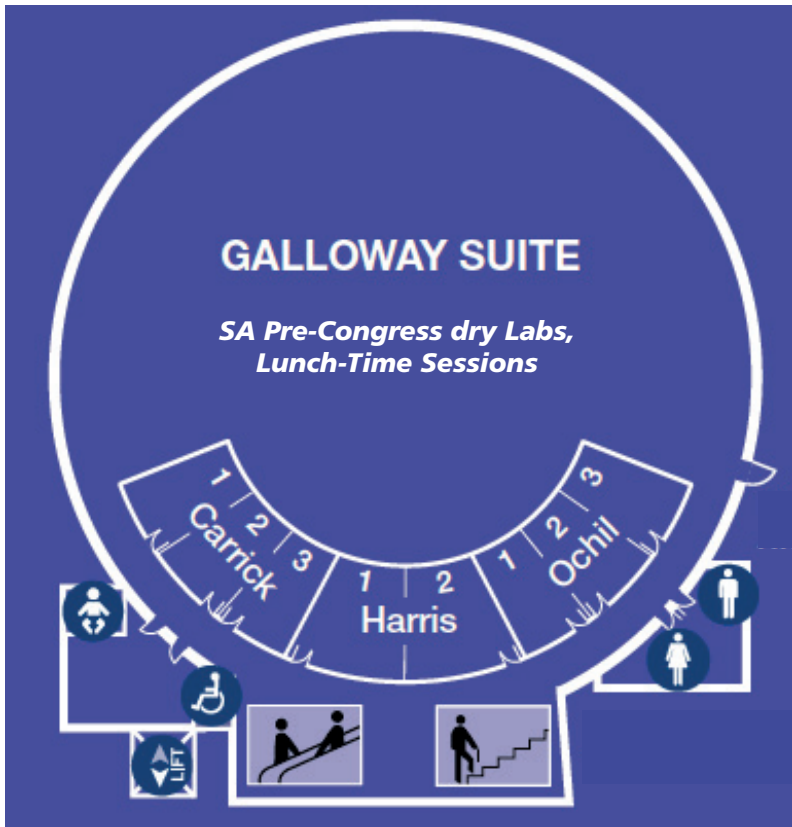 GALLOWAY SUITE
SA Pre-Congress dry Labs,
Lunch-Time Sessions
1 2 3
Carrick
1 2
Harris
1 2 3
Ochil
LIFT